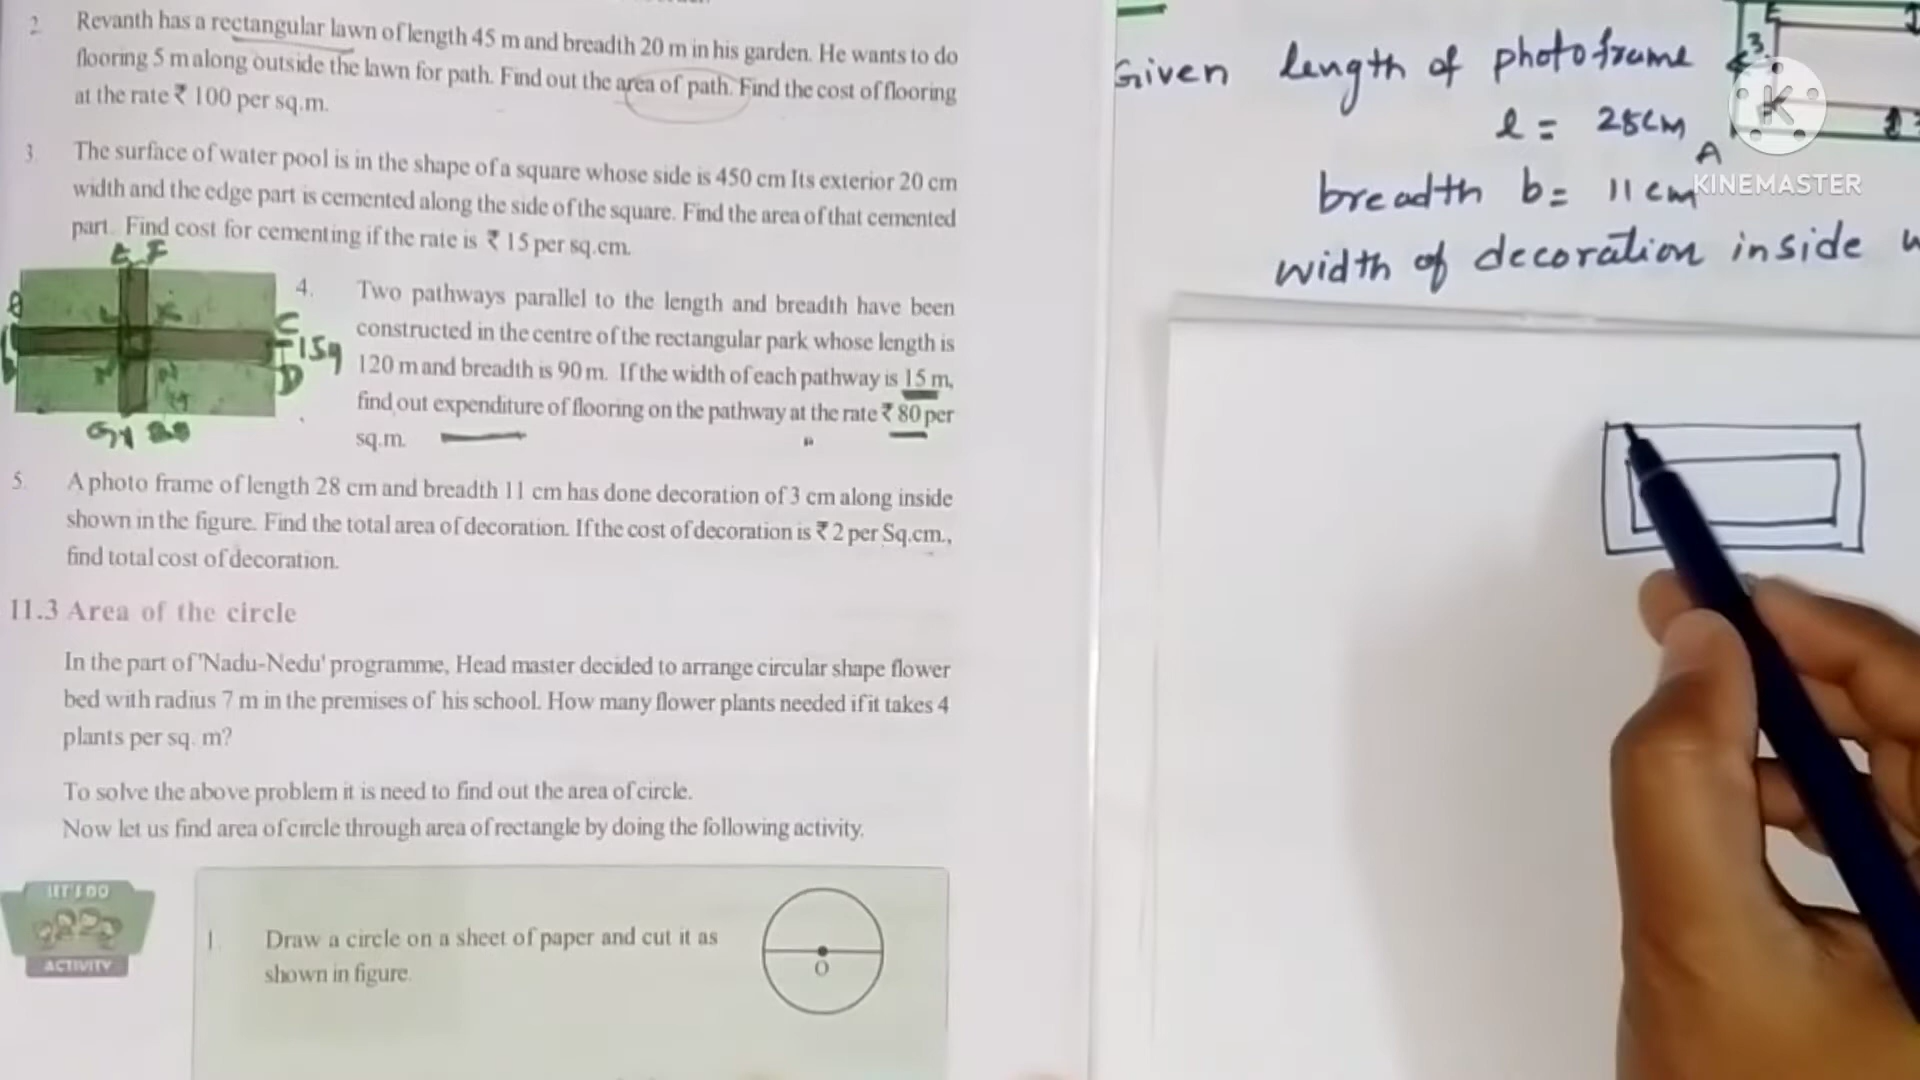 2. Revanth has a rectangular lawn of length 45 m and breadth 20 m in his garden. He wants to do
flooring 5 m along outside the lawn for path. Find out the area of path. Find the cost of flooring
at the rate ₹ 100 per sq.m.
3. The surface of water pool is in the shape of a square whose side is 450 cm Its exterior 20 cm
width and the edge part is cemented along the side of the square. Find the area of that cemented
part. Find cost for cementing if the rate is ₹ 15 per sq.cm.
E F
C
D
4. Two pathways parallel to the length and breadth have been
constructed in the centre of the rectangular park whose length is
120 m and breadth is 90 m. If the width of each pathway is 15 m,
find out expenditure of flooring on the pathway at the rate ₹ 80 per
sq.m.
5. A photo frame of length 28 cm and breadth 11 cm has done decoration of 3 cm along inside
shown in the figure. Find the total area of decoration. If the cost of decoration is ₹ 2 per Sq.cm.,
find total cost of decoration.
11.3 Area of the circle
In the part of 'Nadu-Nedu' programme, Head master decided to arrange circular shape flower
bed with radius 7 m in the premises of his school. How many flower plants needed if it takes 4
plants per sq. m?
To solve the above problem it is need to find out the area of circle.
Now let us find area of circle through area of rectangle by doing the following activity.
LET'S DO
ACTIVITY
1. Draw a circle on a sheet of paper and cut it as
shown in figure.
O
Given length of photoframe
l = 28cm
breadth b= 11 cm
width of decoration inside
3
A
K
KINEMASTER